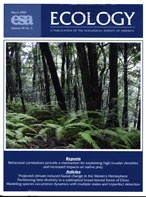 esa
ECOLOGY
A PUBLICATION OF THE ECOLOGICAL SOCIETY OF AMERICA
Reports
Behavioral correlations provide a mechanism for explaining high invader densities
and increased impacts on native prey
Articles
Projected climate-induced faunal change in the Western Hemisphere
Partitioning beta diversity in a subtropical broad-leaved forest of China
Modeling species occurrence dynamics with multiple states and imperfect detection